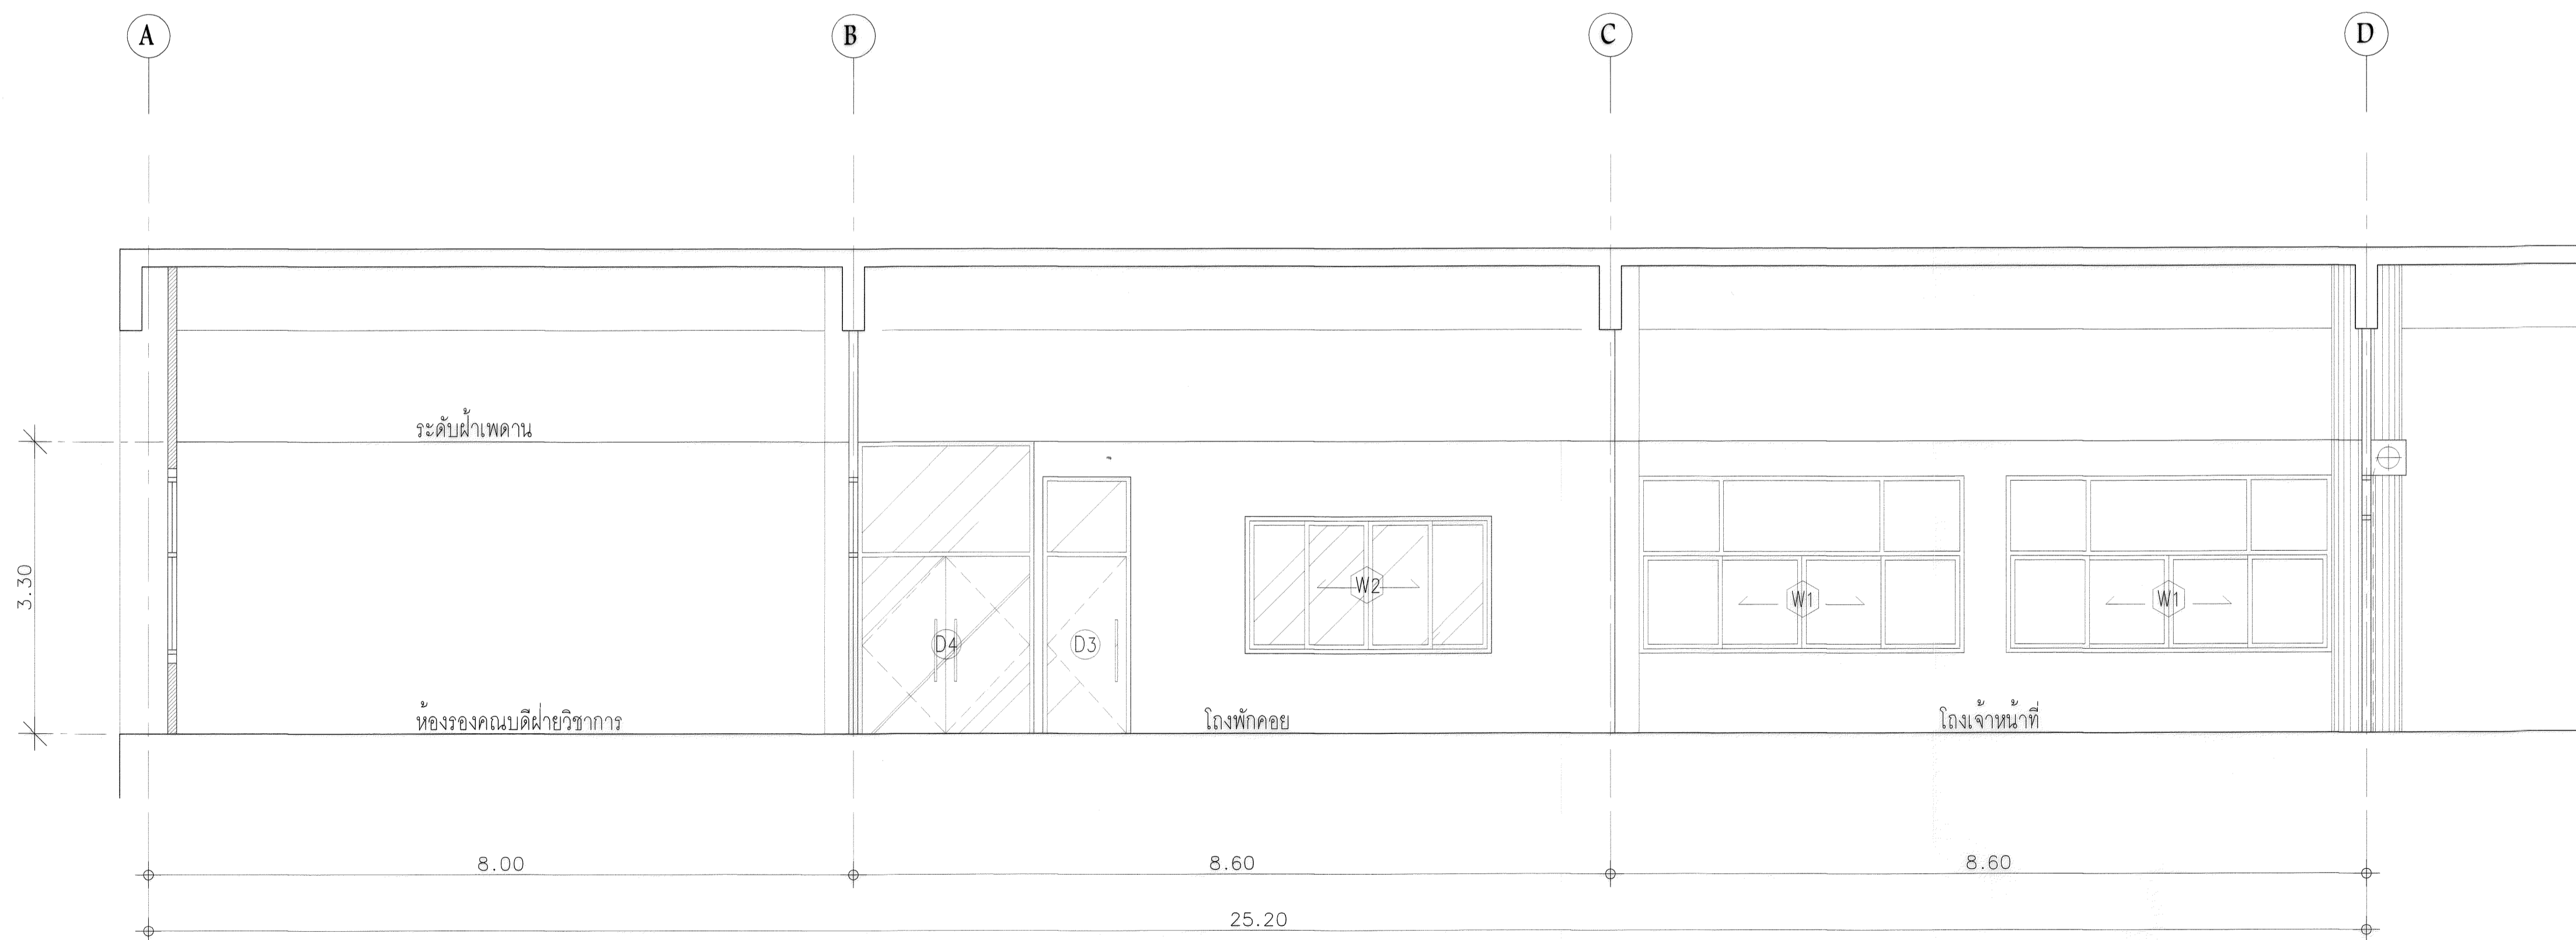 A
B
C
D
ระดับฝ้าเพดาน
3.30
W2
W1
W1
D4
D3
ห้องรองคณบดีฝ่ายวิชาการ
โถงพักคอย
โถงเจ้าหน้าที่
8.00
8.60
8.60
25.20